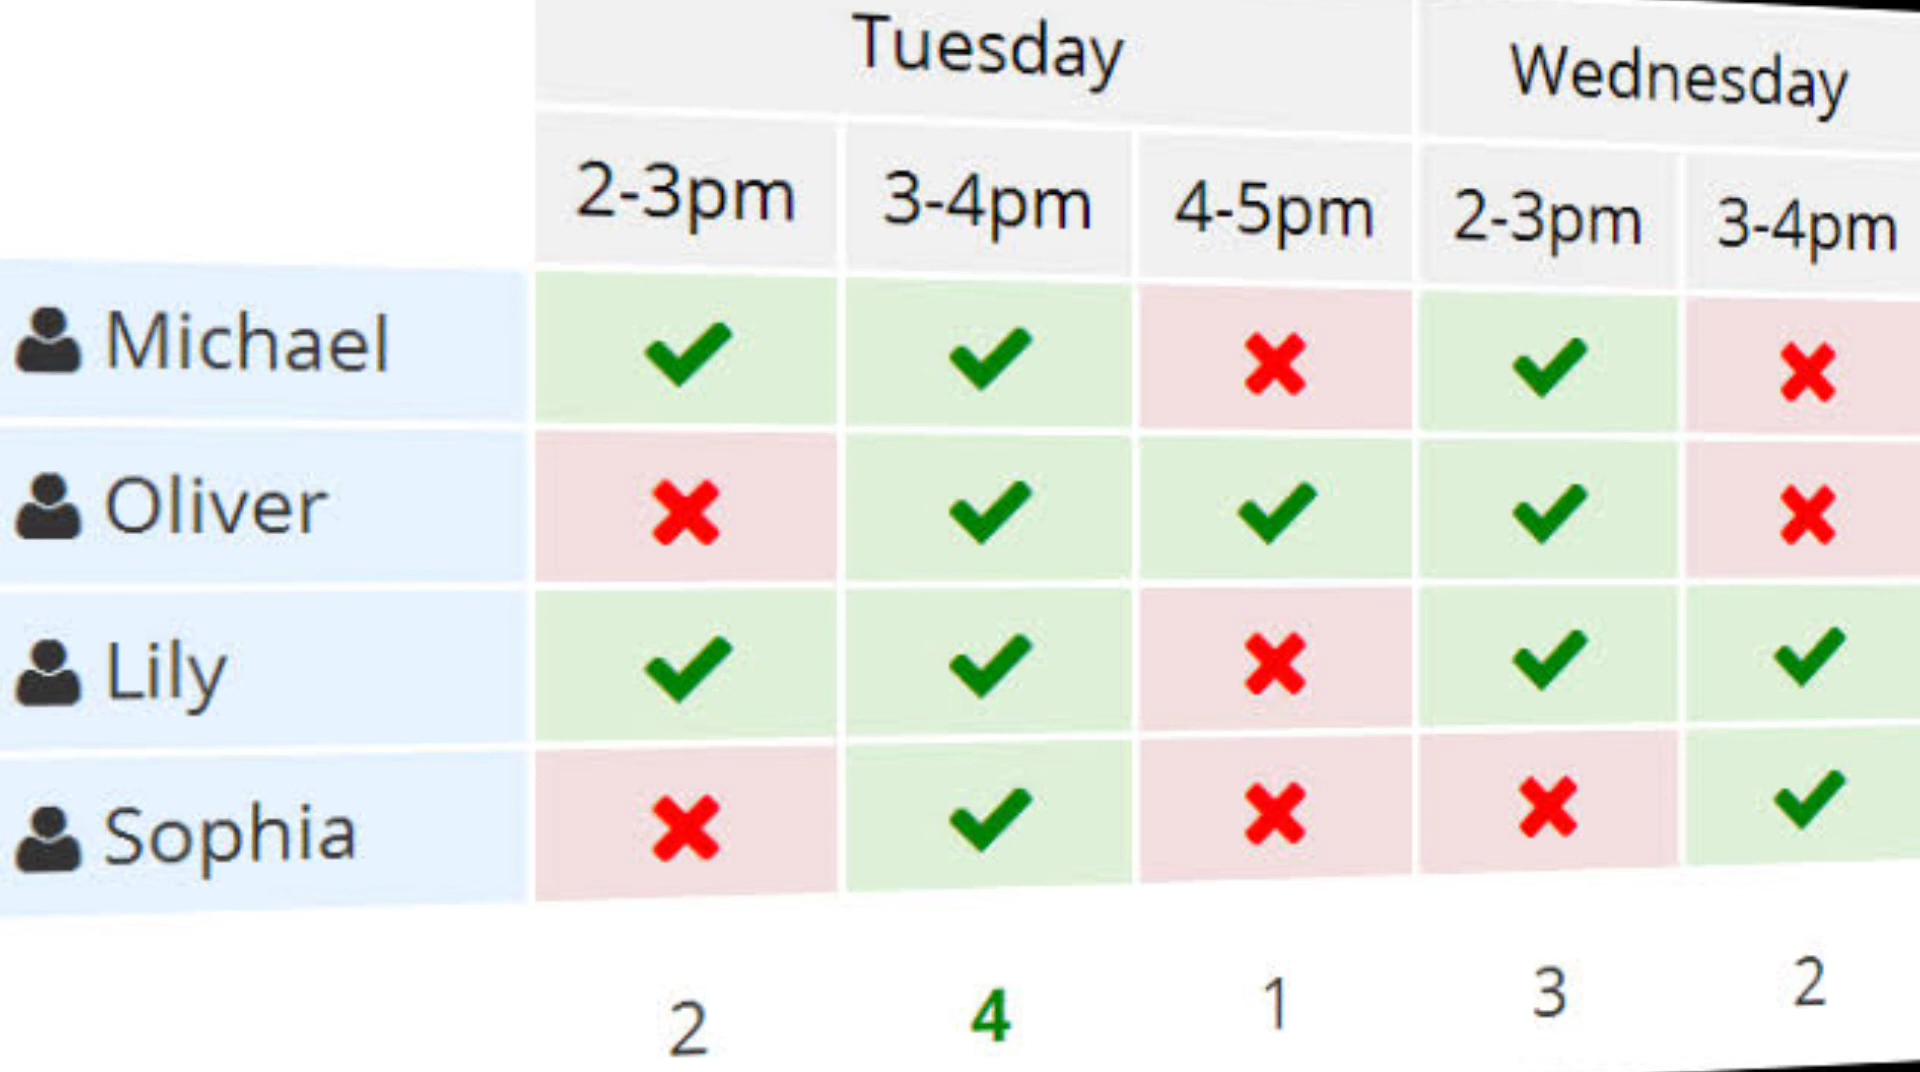 Tuesday Wednesday
2-3pm 3-4pm 4-5pm 2-3pm 3-4pm
Michael
Oliver
Lily
Sophia
2 4 1 3 2